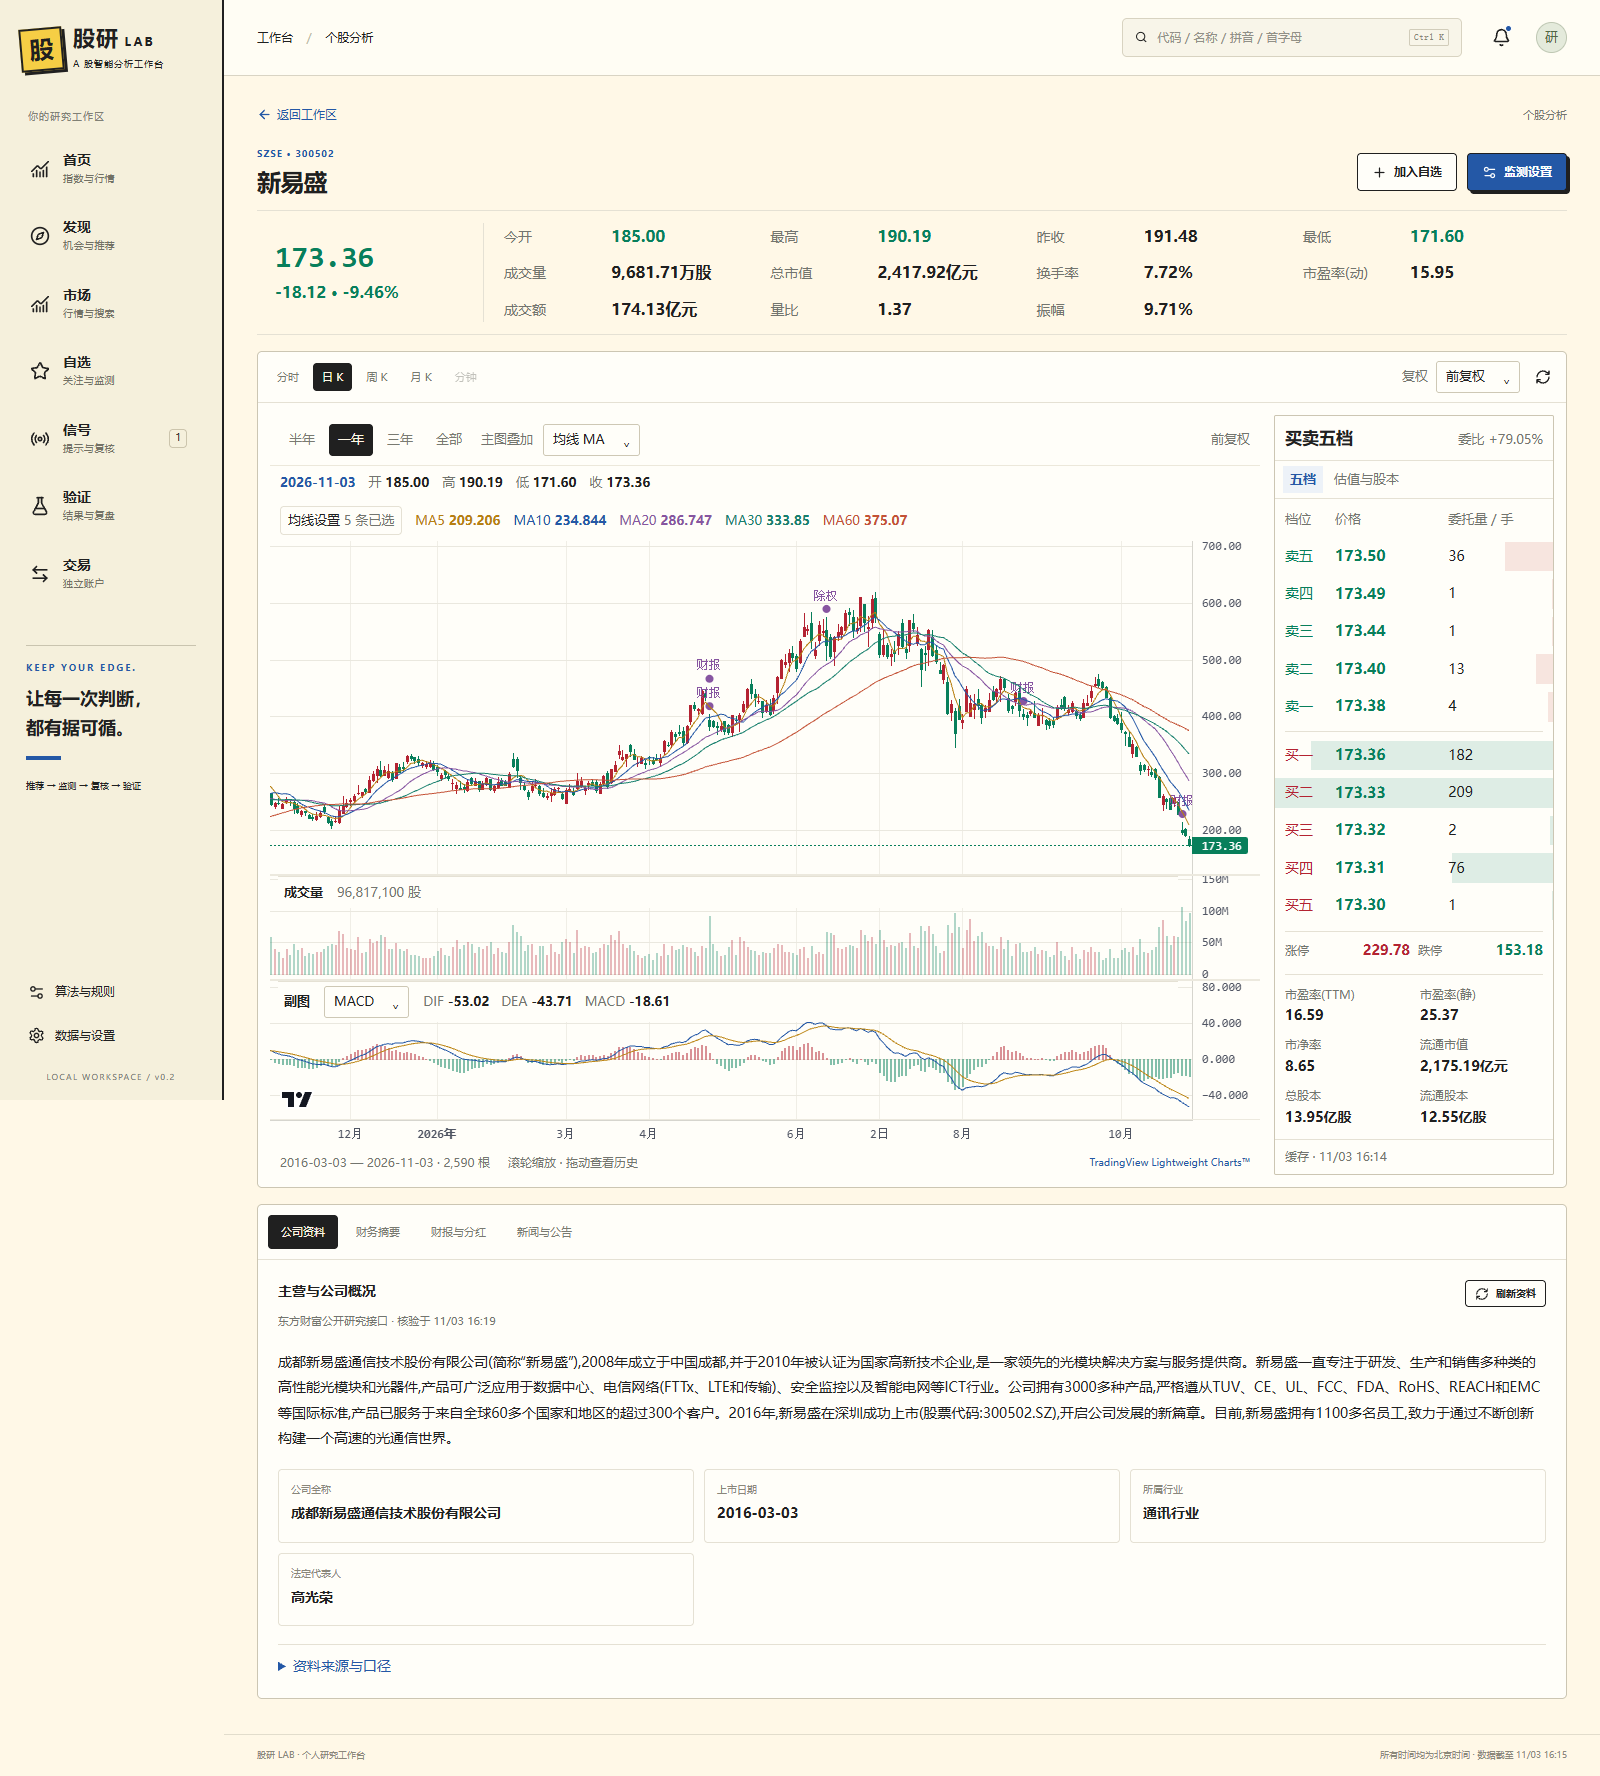 股
股研 LAB
A 股智能分析工作台
你的研究工作区
首页
指数与行情
发现
机会与推荐
市场
行情与搜索
自选
关注与监测
信号
提示与复核
1
验证
结果与复盘
交易
独立账户
KEEP YOUR EDGE.
让每一次判断,
都有据可循。
推荐 → 监测 → 复核 → 验证
算法与规则
数据与设置
LOCAL WORKSPACE / v0.2
工作台 / 个股分析
代码 / 名称 / 拼音 / 首字母
Ctrl K
研
← 返回工作区
个股分析
SZSE • 300502
新易盛
加入自选
监测设置
173.36
-18.12 • -9.46%
今开 185.00 最高 190.19 昨收 191.48 最低 171.60
成交量 9,681.71万股 总市值 2,417.92亿元 换手率 7.72% 市盈率(动) 15.95
成交额 174.13亿元 量比 1.37 振幅 9.71%
分时 日 K 周 K 月 K 分钟
复权 前复权
半年 一年 三年 全部 主图叠加 均线 MA 前复权
2026-11-03 开 185.00 高 190.19 低 171.60 收 173.36
均线设置 5 条已选 MA5 209.206 MA10 234.844 MA20 286.747 MA30 333.85 MA60 375.07
700.00
600.00
500.00
400.00
300.00
200.00
173.36
除权
财报
财报
财报
财报
成交量 96,817,100 股
150M
100M
50M
0
副图 MACD DIF -53.02 DEA -43.71 MACD -18.61
80.000
40.000
0.000
-40.000
12月 2026年 3月 4月 6月 2日 8月 10月
2016-03-03 — 2026-11-03 · 2,590 根 滚轮缩放 · 拖动查看历史
TradingView Lightweight Charts™
买卖五档 委比 +79.05%
五档 估值与股本
档位 价格 委托量 / 手
卖五 173.50 36
卖四 173.49 1
卖三 173.44 1
卖二 173.40 13
卖一 173.38 4
买一 173.36 182
买二 173.33 209
买三 173.32 2
买四 173.31 76
买五 173.30 1
涨停 229.78 跌停 153.18
市盈率(TTM) 市盈率(静)
16.59 25.37
市净率 流通市值
8.65 2,175.19亿元
总股本 流通股本
13.95亿股 12.55亿股
缓存 · 11/03 16:14
公司资料 财务摘要 财报与分红 新闻与公告
主营与公司概况
刷新资料
东方财富公开研究接口 · 核验于 11/03 16:19
成都新易盛通信技术股份有限公司(简称“新易盛”),2008年成立于中国成都,并于2010年被认证为国家高新技术企业,是一家领先的光模块解决方案与服务提供商。新易盛一直专注于研发、生产和销售多种类的
高性能光模块和光器件,产品可广泛应用于数据中心、电信网络(FTTx、LTE和传输)、安全监控以及智能电网等ICT行业。公司拥有3000多种产品,严格遵从TUV、CE、UL、FCC、FDA、RoHS、REACH和EMC
等国际标准,产品已服务于来自全球60多个国家和地区的超过300个客户。2016年,新易盛在深圳成功上市(股票代码:300502.SZ),开启公司发展的新篇章。目前,新易盛拥有1100多名员工,致力于通过不断创新
构建一个高速的光通信世界。
公司全称
成都新易盛通信技术股份有限公司
上市日期
2016-03-03
所属行业
通讯行业
法定代表人
高光荣
资料来源与口径
股研 LAB · 个人研究工作台
所有时间均为北京时间 · 数据截至 11/03 16:15